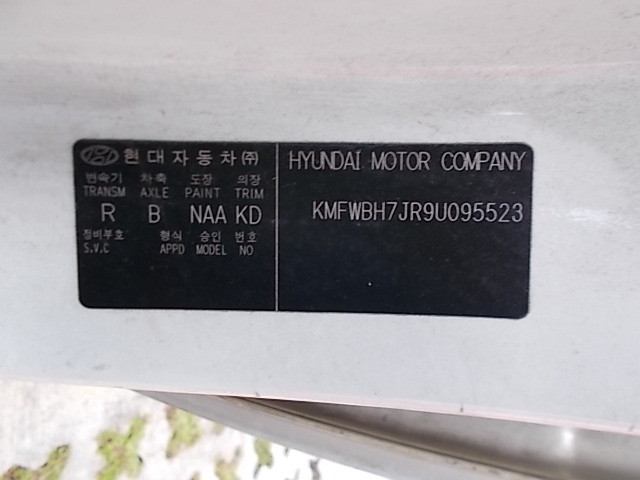 현대자동차㈜
변속기 차축 도장 의장
TRANSM AXLE PAINT TRIM
R B NAA KD
정비부호 형식 승인 번호
S.V.C APPD MODEL NO
HYUNDAI MOTOR COMPANY
KMFWBH7JR9U095523